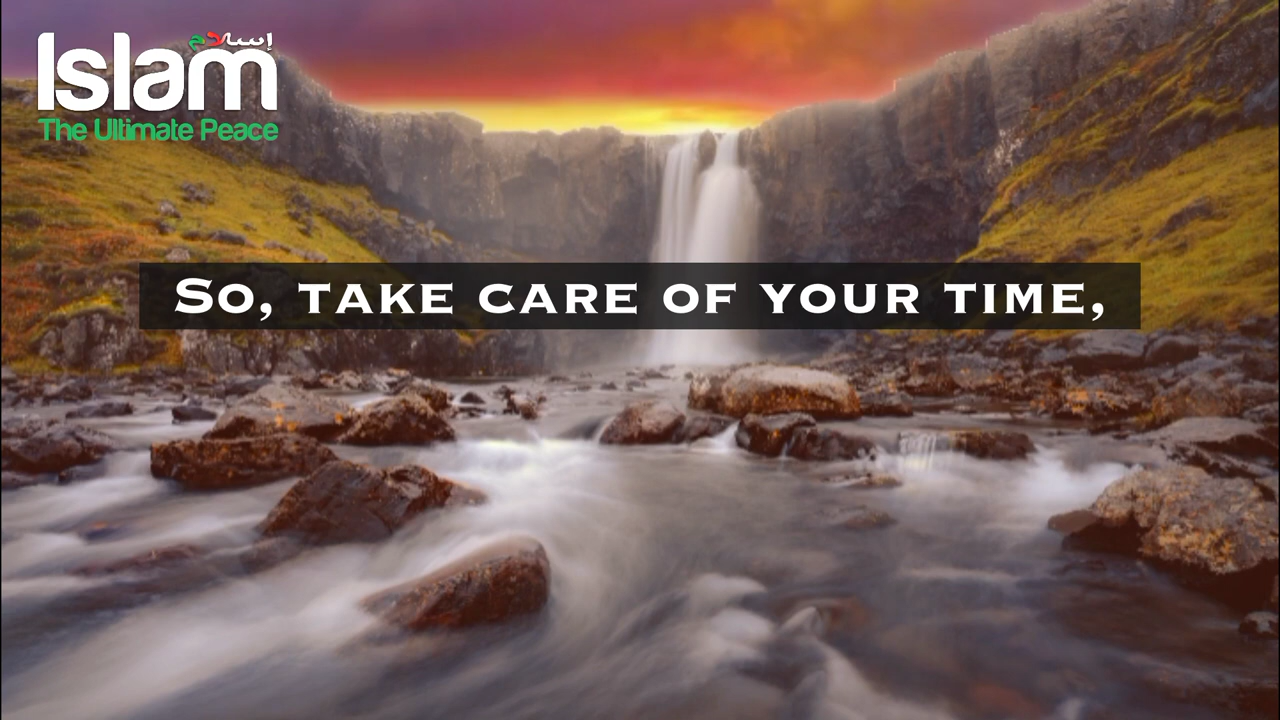 إسلام
Islam
The Ultimate Peace
So, take care of your time,